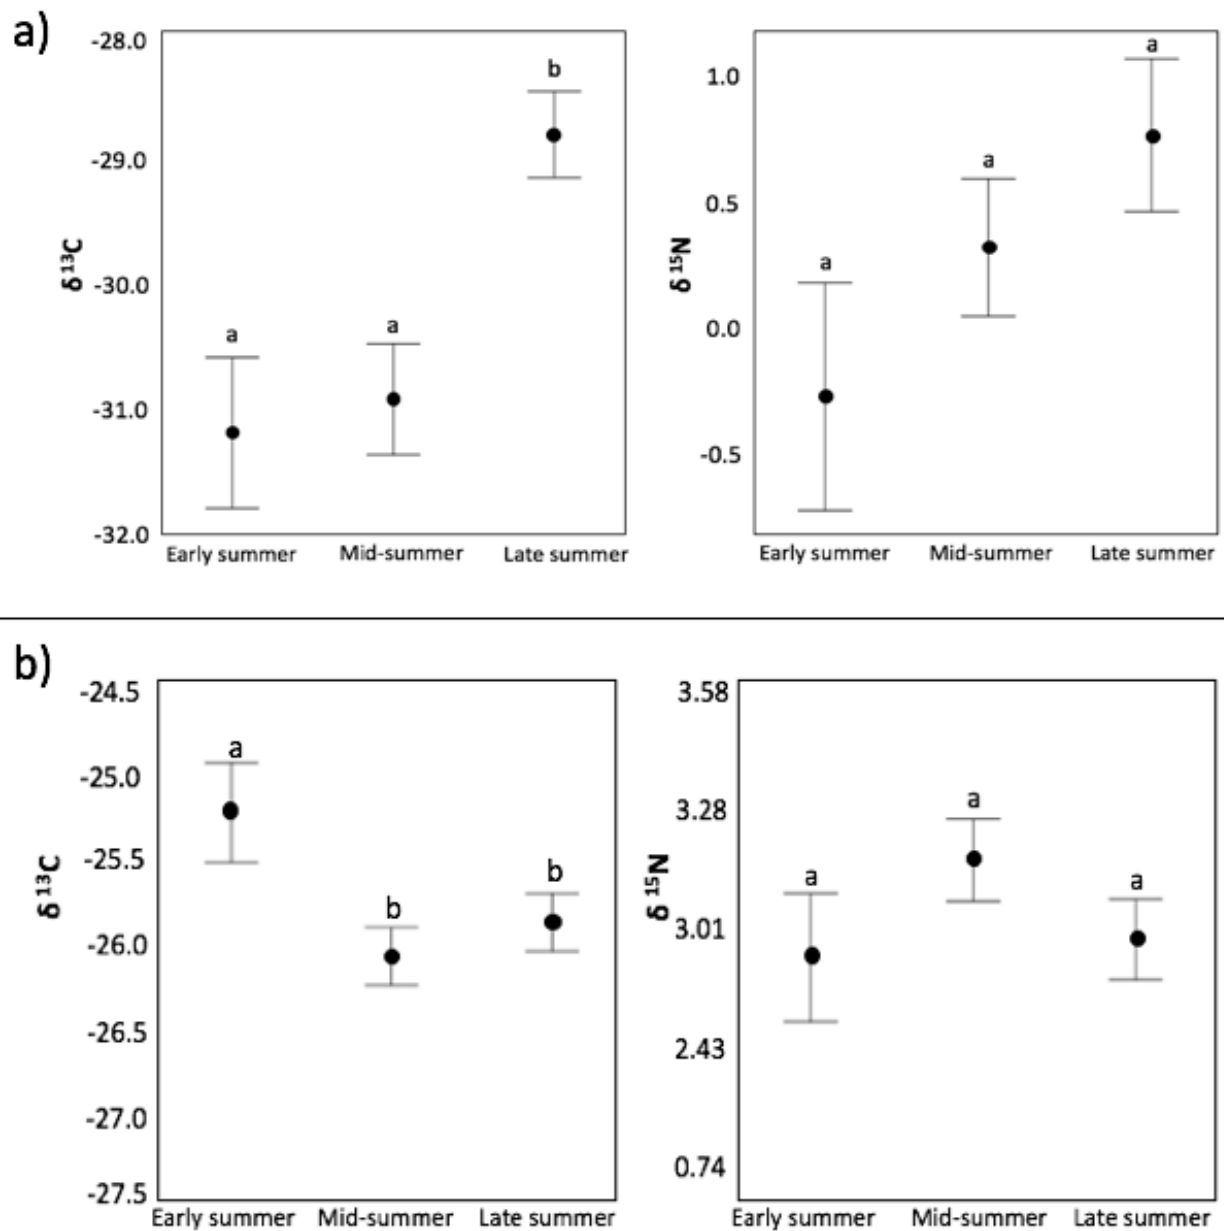 a)
-28.0
-29.0
-30.0
-31.0
-32.0
δ ¹³C
a
a
b
Early summer
Mid-summer
Late summer
1.0
0.5
0.0
-0.5
δ ¹⁵N
a
a
a
Early summer
Mid-summer
Late summer
b)
-24.5
-25.0
-25.5
-26.0
-26.5
-27.0
-27.5
δ ¹³C
a
b
b
Early summer
Mid-summer
Late summer
3.58
3.28
3.01
2.43
0.74
δ ¹⁵N
a
a
a
Early summer
Mid-summer
Late summer